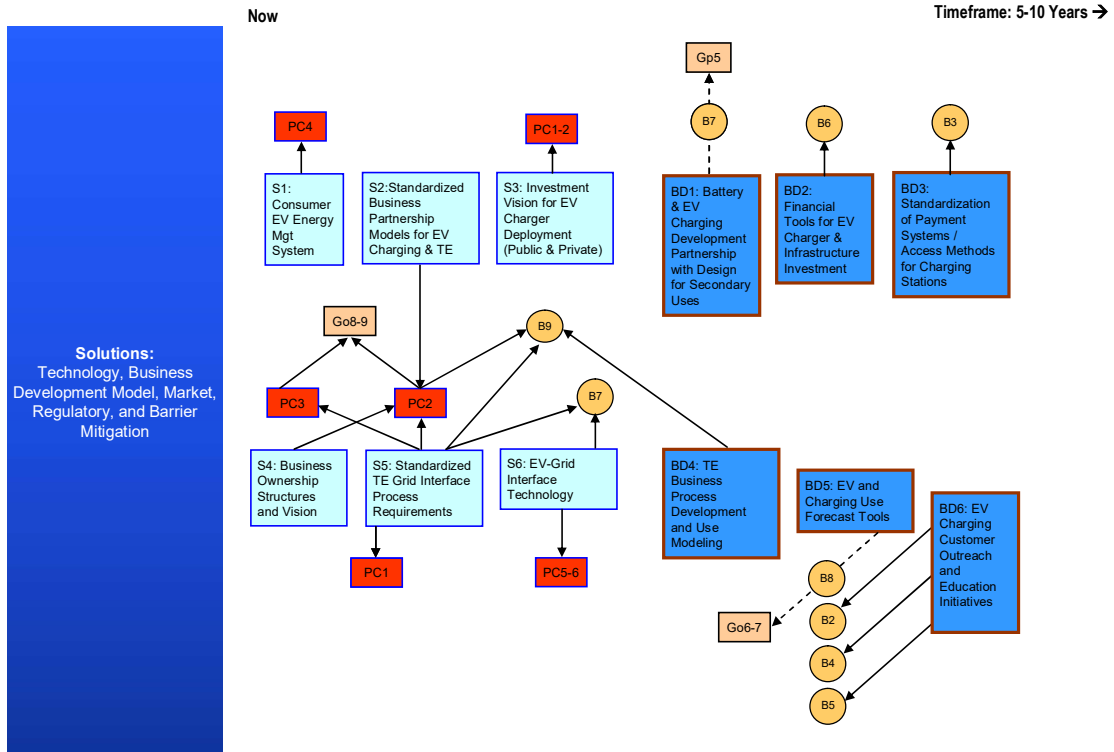 Now
Timeframe: 5-10 Years →
Gp5
PC4
PC1-2
B7
B6
B3
S1:
Consumer
EV Energy
Mgt
System
S2:Standardized
Business
Partnership
Models for EV
Charging & TE
S3: Investment
Vision for EV
Charger
Deployment
(Public & Private)
BD1: Battery
& EV
Charging
Development
Partnership
with Design
for Secondary
Uses
BD2:
Financial
Tools for EV
Charger &
Infrastructure
Investment
BD3:
Standardization
of Payment
Systems /
Access Methods
for Charging
Stations
Go8-9
B9
Solutions:
Technology, Business
Development Model, Market,
Regulatory, and Barrier
Mitigation
PC3
PC2
B7
S4: Business
Ownership
Structures
and Vision
S5: Standardized
TE Grid Interface
Process
Requirements
S6: EV-Grid
Interface
Technology
BD4: TE
Business
Process
Development
and Use
Modeling
BD5: EV and
Charging Use
Forecast Tools
BD6: EV
Charging
Customer
Outreach
and
Education
Initiatives
PC1
PC5-6
B8
Go6-7
B2
B4
B5